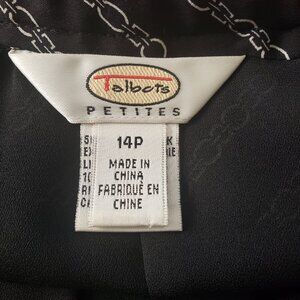 Talbots
PETITES
14P
MADE IN
CHINA
FABRIQUÉ EN
CHINE